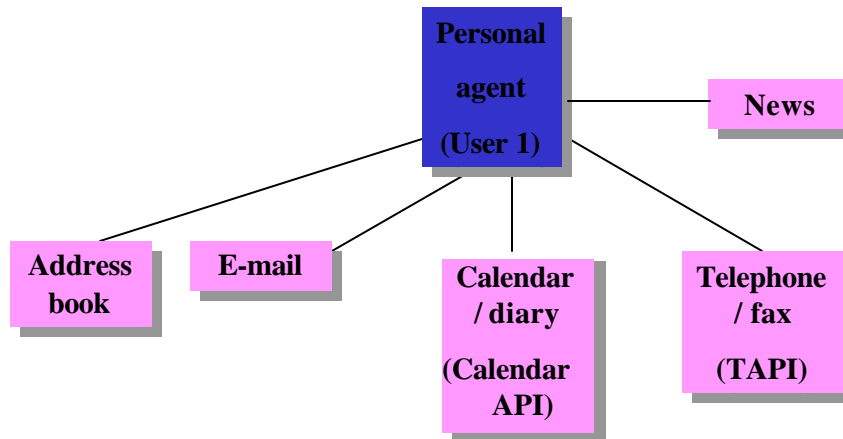 Personal
agent
(User 1)
News
Address
book
E-mail
Calendar
/ diary
(Calendar
API)
Telephone
/ fax
(TAPI)